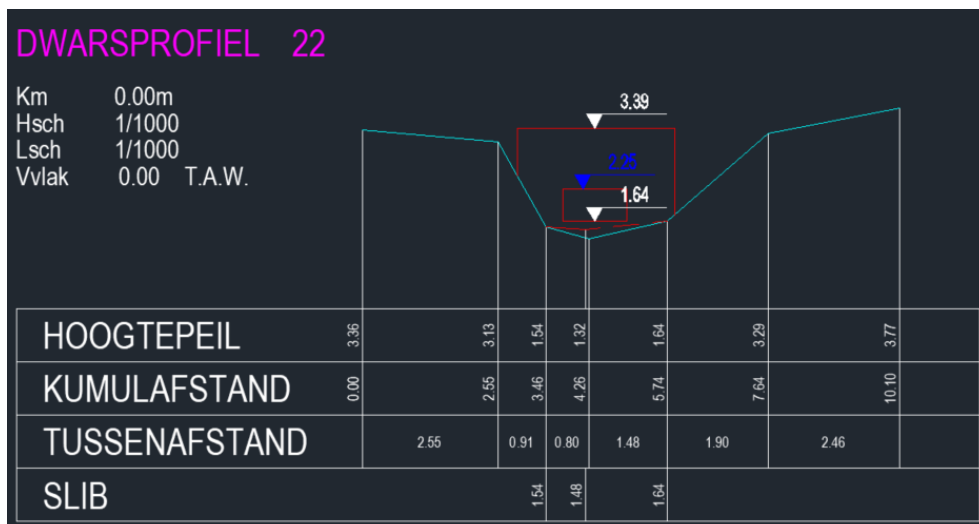 DWARSPROFIEL 22
Km 0.00m
Hsch 1/1000
Lsch 1/1000
Vvlak 0.00 T.A.W.
3.39
2.25
1.64
HOOGTEPEIL 3.36 3.13 1.54 1.32 1.64 3.29 3.77
KUMULAFSTAND 0.00 2.55 3.46 4.26 5.74 7.64 10.10
TUSSENAFSTAND 2.55 0.91 0.80 1.48 1.90 2.46
SLIB 1.54 1.48 1.64